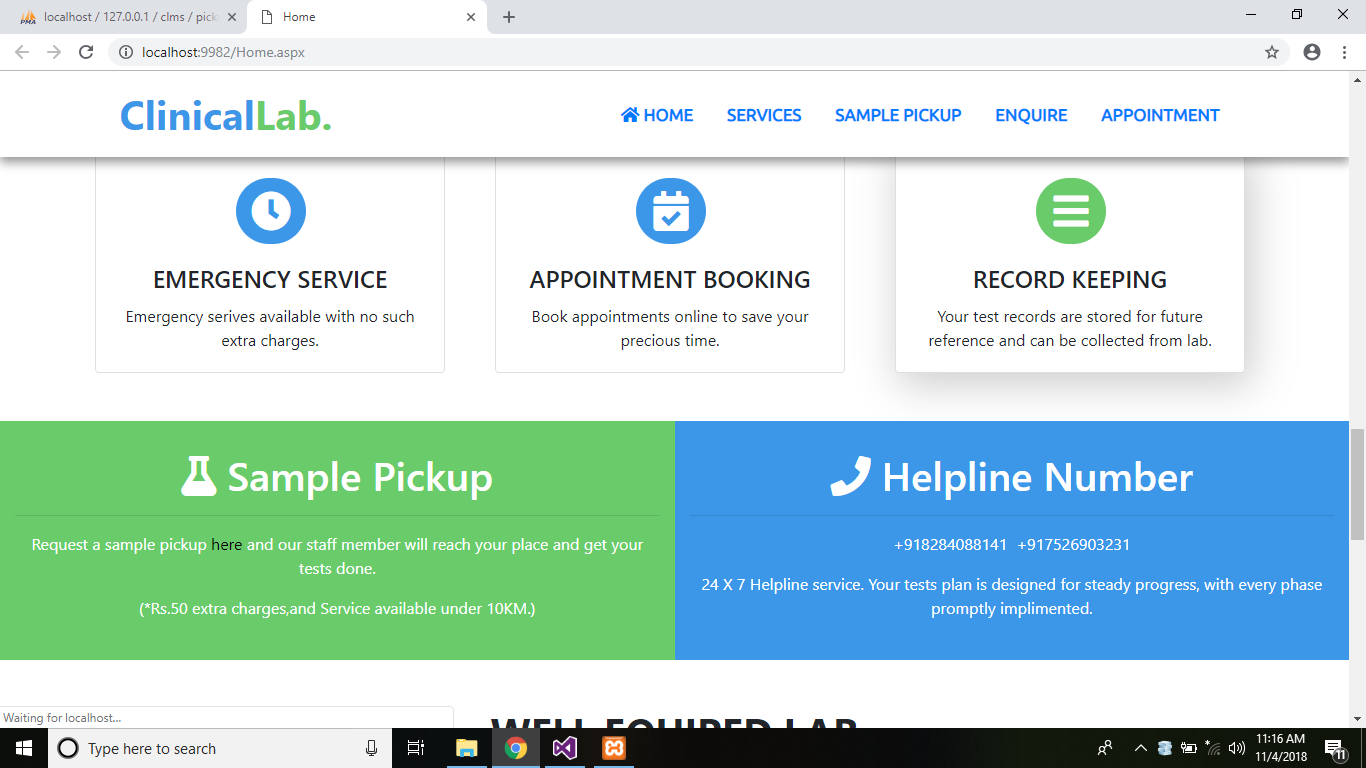 localhost / 127.0.0.1 / clms / pick
Home
localhost:9982/Home.aspx
ClinicalLab.
HOME SERVICES SAMPLE PICKUP ENQUIRE APPOINTMENT
EMERGENCY SERVICE
Emergency serives available with no such
extra charges.
APPOINTMENT BOOKING
Book appointments online to save your
precious time.
RECORD KEEPING
Your test records are stored for future
reference and can be collected from lab.
Sample Pickup
Request a sample pickup here and our staff member will reach your place and get your
tests done.
(*Rs.50 extra charges,and Service available under 10KM.)
Helpline Number
+918284088141 +917526903231
24 X 7 Helpline service. Your tests plan is designed for steady progress, with every phase
promptly implimented.
WELL EQUIPED LAB
Waiting for localhost...
Type here to search
11:16 AM
11/4/2018
11